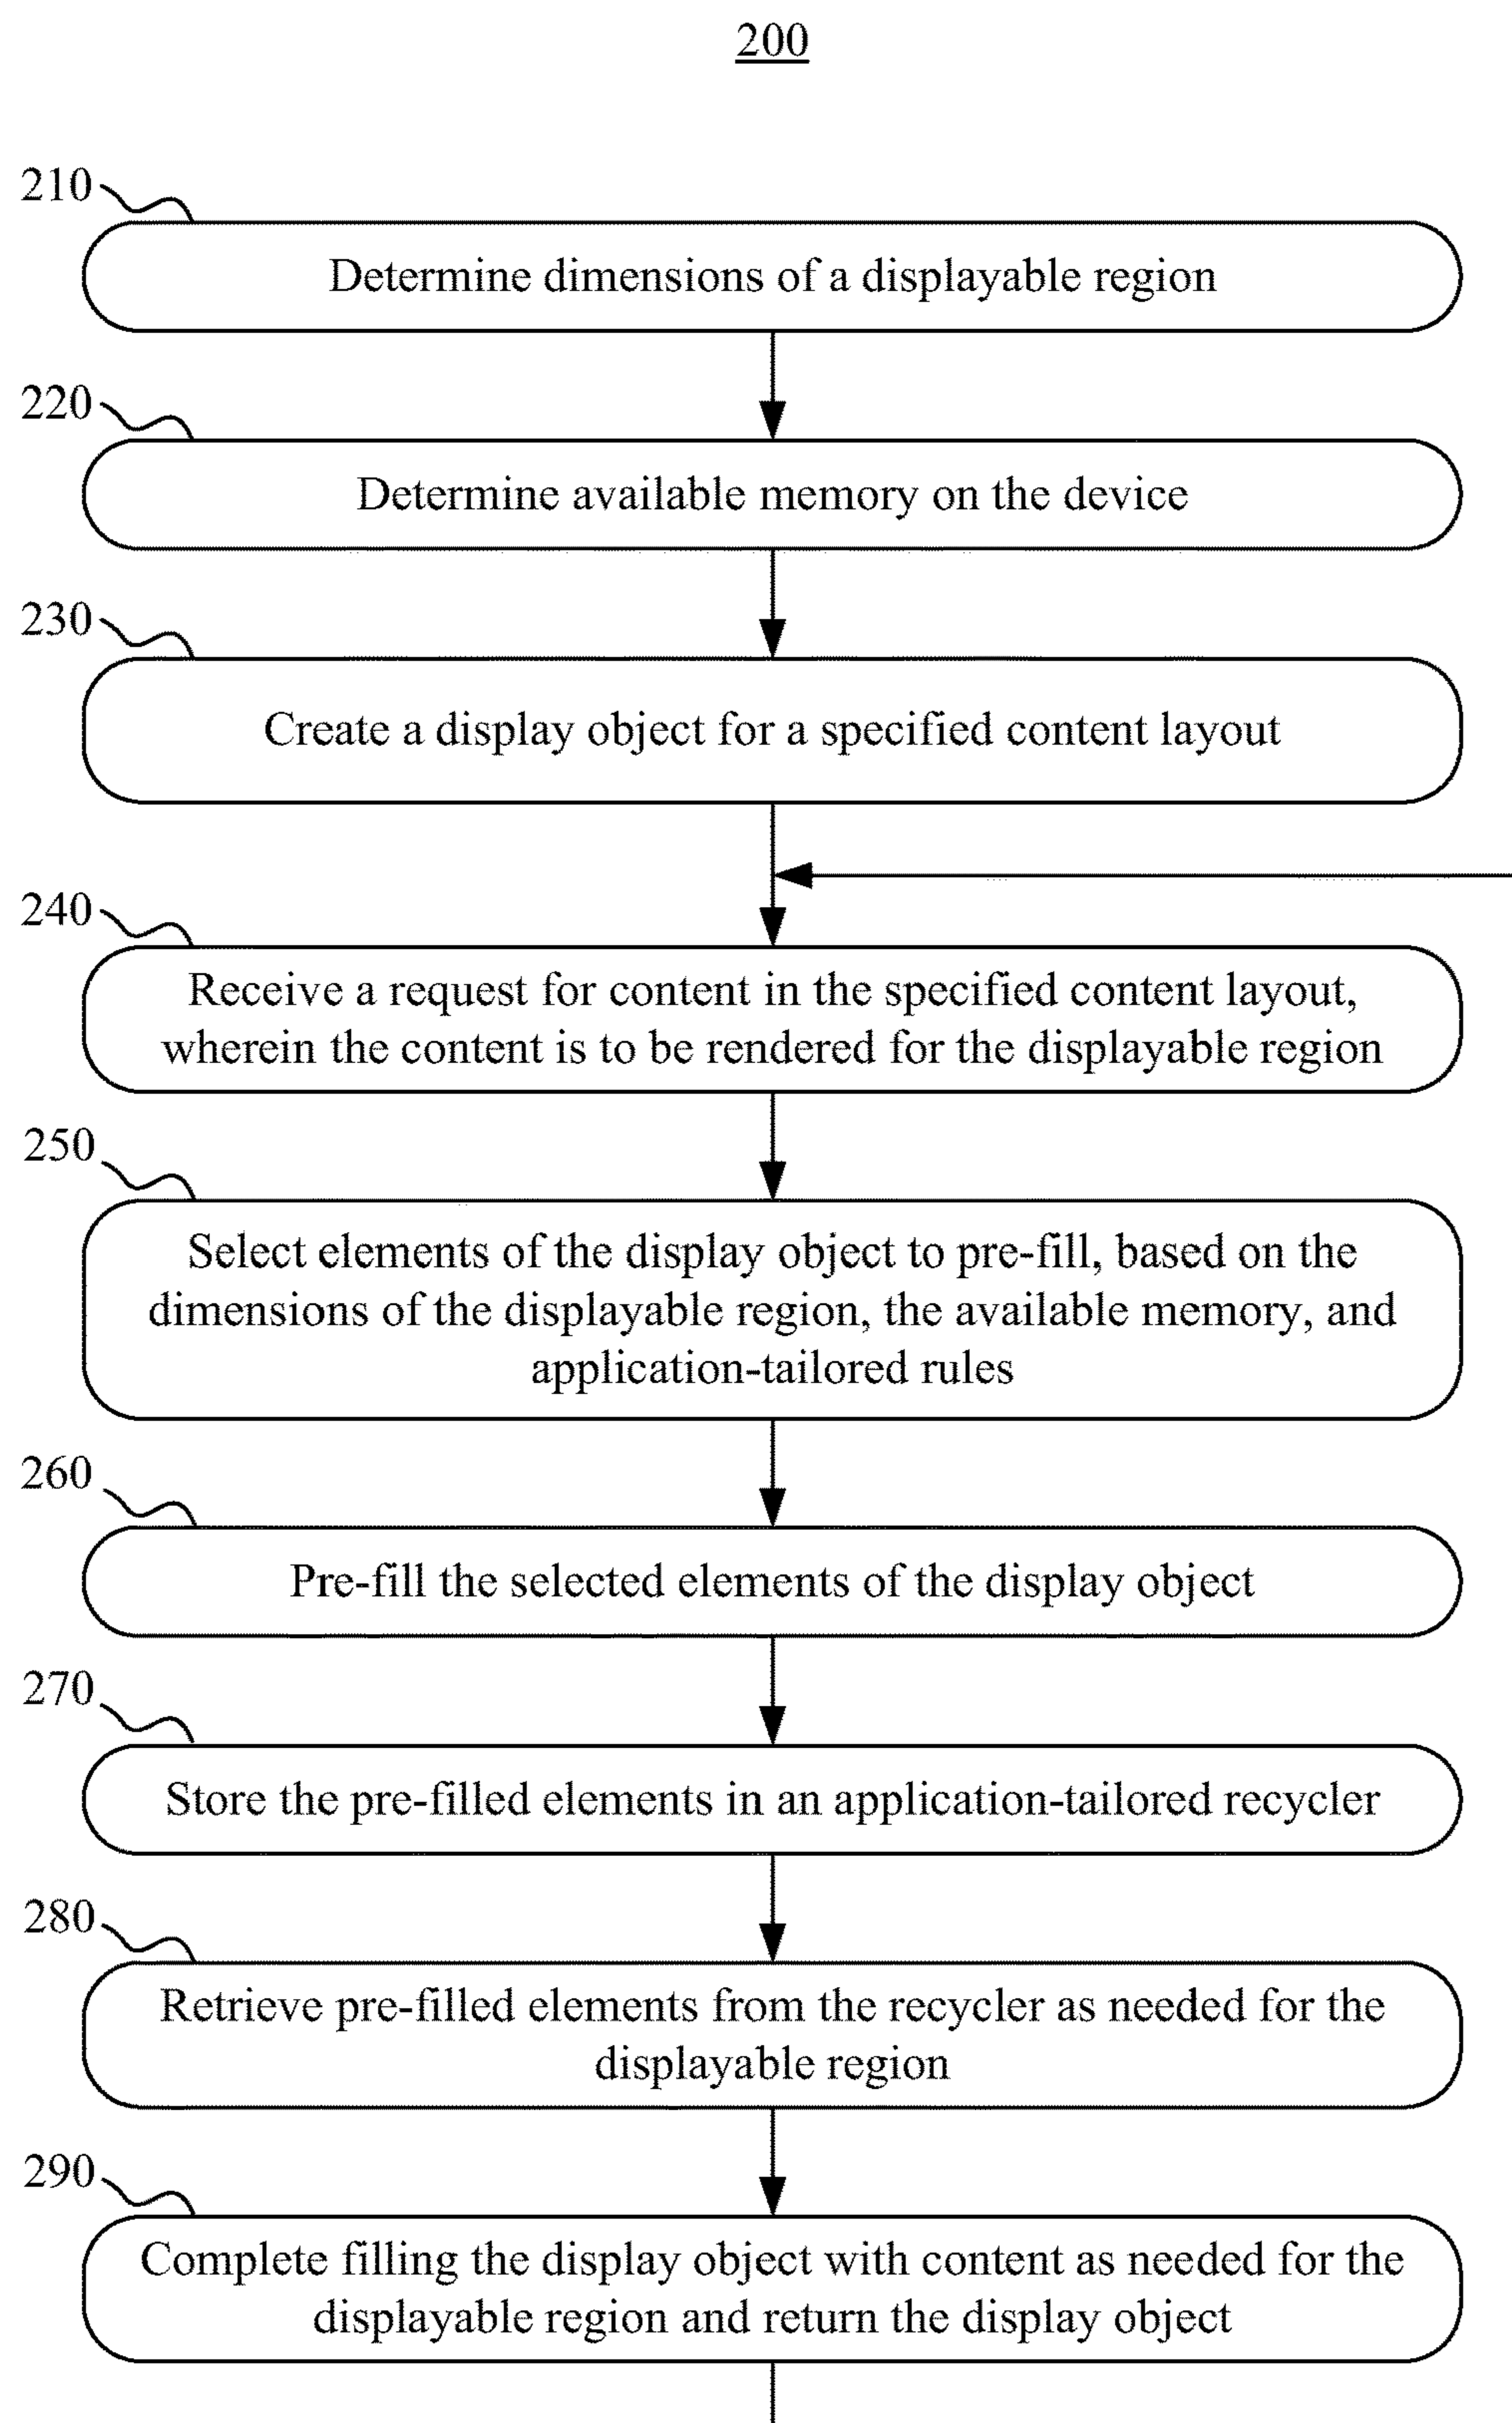 200
210
Determine dimensions of a displayable region
220
Determine available memory on the device
230
Create a display object for a specified content layout
240
Receive a request for content in the specified content layout,
wherein the content is to be rendered for the displayable region
250
Select elements of the display object to pre-fill, based on the
dimensions of the displayable region, the available memory, and
application-tailored rules
260
Pre-fill the selected elements of the display object
270
Store the pre-filled elements in an application-tailored recycler
280
Retrieve pre-filled elements from the recycler as needed for the
displayable region
290
Complete filling the display object with content as needed for the
displayable region and return the display object